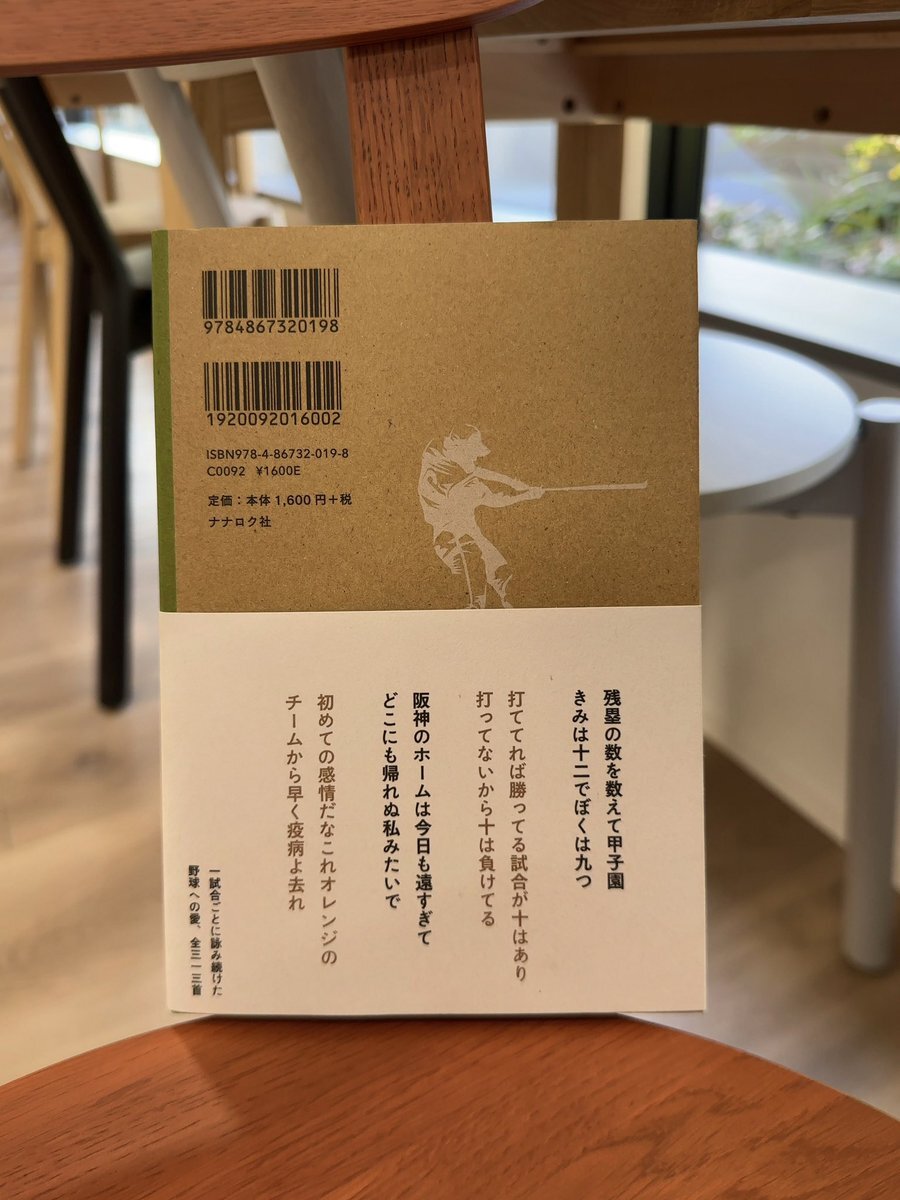 9784867320198
1920092016002
ISBN978-4-86732-019-8
C0092 ¥1600E
定価：本体1,600円＋税
ナナロク社
残塁の数を数えて甲子園
きみは十二でぼくは九つ
打ててれば勝ってる試合が十はあり
打ってないから十は負けてる
阪神のホームは今日も遠すぎて
どこにも帰れぬ私みたいで
初めての感情だなこれオレンジの
チームから早く疫病よ去れ
一試合ごとに詠み続けた
野球への愛、全三一三首